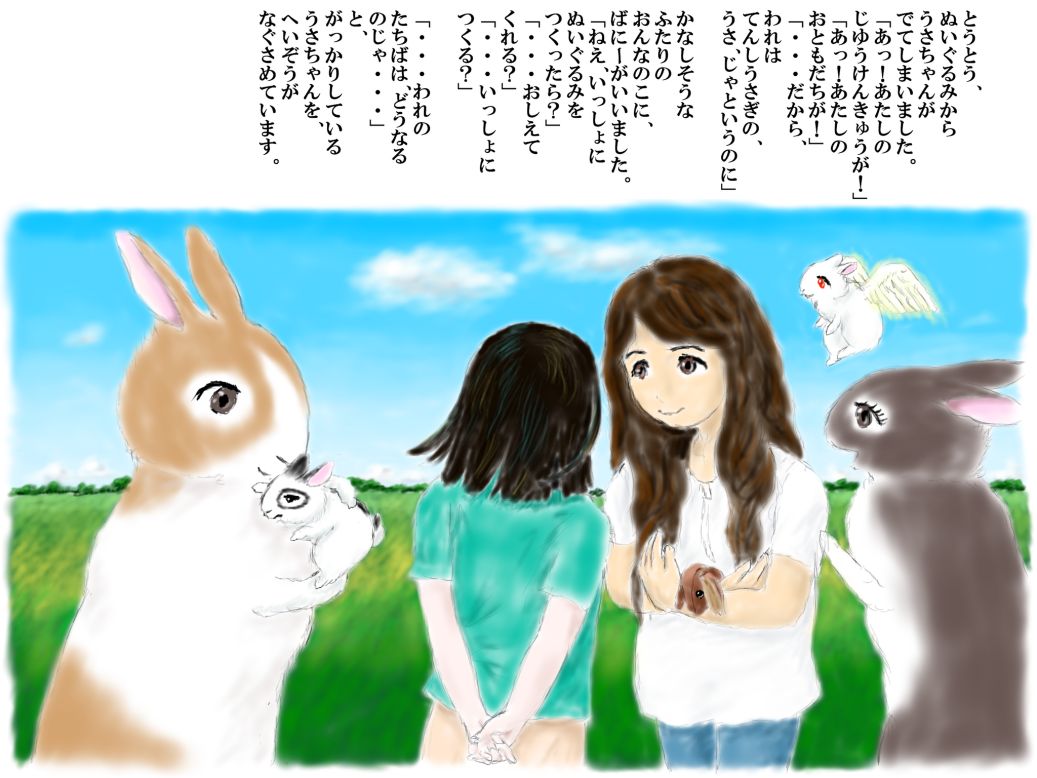 とうとう、
ぬいぐるみから
うさちゃんが
でてしまいました。
「あっ！あたしの
じゆうけんきゅうが！」
「あっ！あたしの
おともだちが！」
「・・・だから、
われは
てんしうさぎの、
うさ、じゃというのに」
かなしそうな
ふたりの
おんなのこに、
ばに～がいいました。
「ねえ、いっしょに
ぬいぐるみを
つくったら？」
「・・・おしえて
くれる？」
「・・・いっしょに
つくる？」
「・・・われの
たちばは、どうなる
のじゃ・・・」
と、
がっかりしている
うさちゃんを、
へいぞうが
なぐさめています。